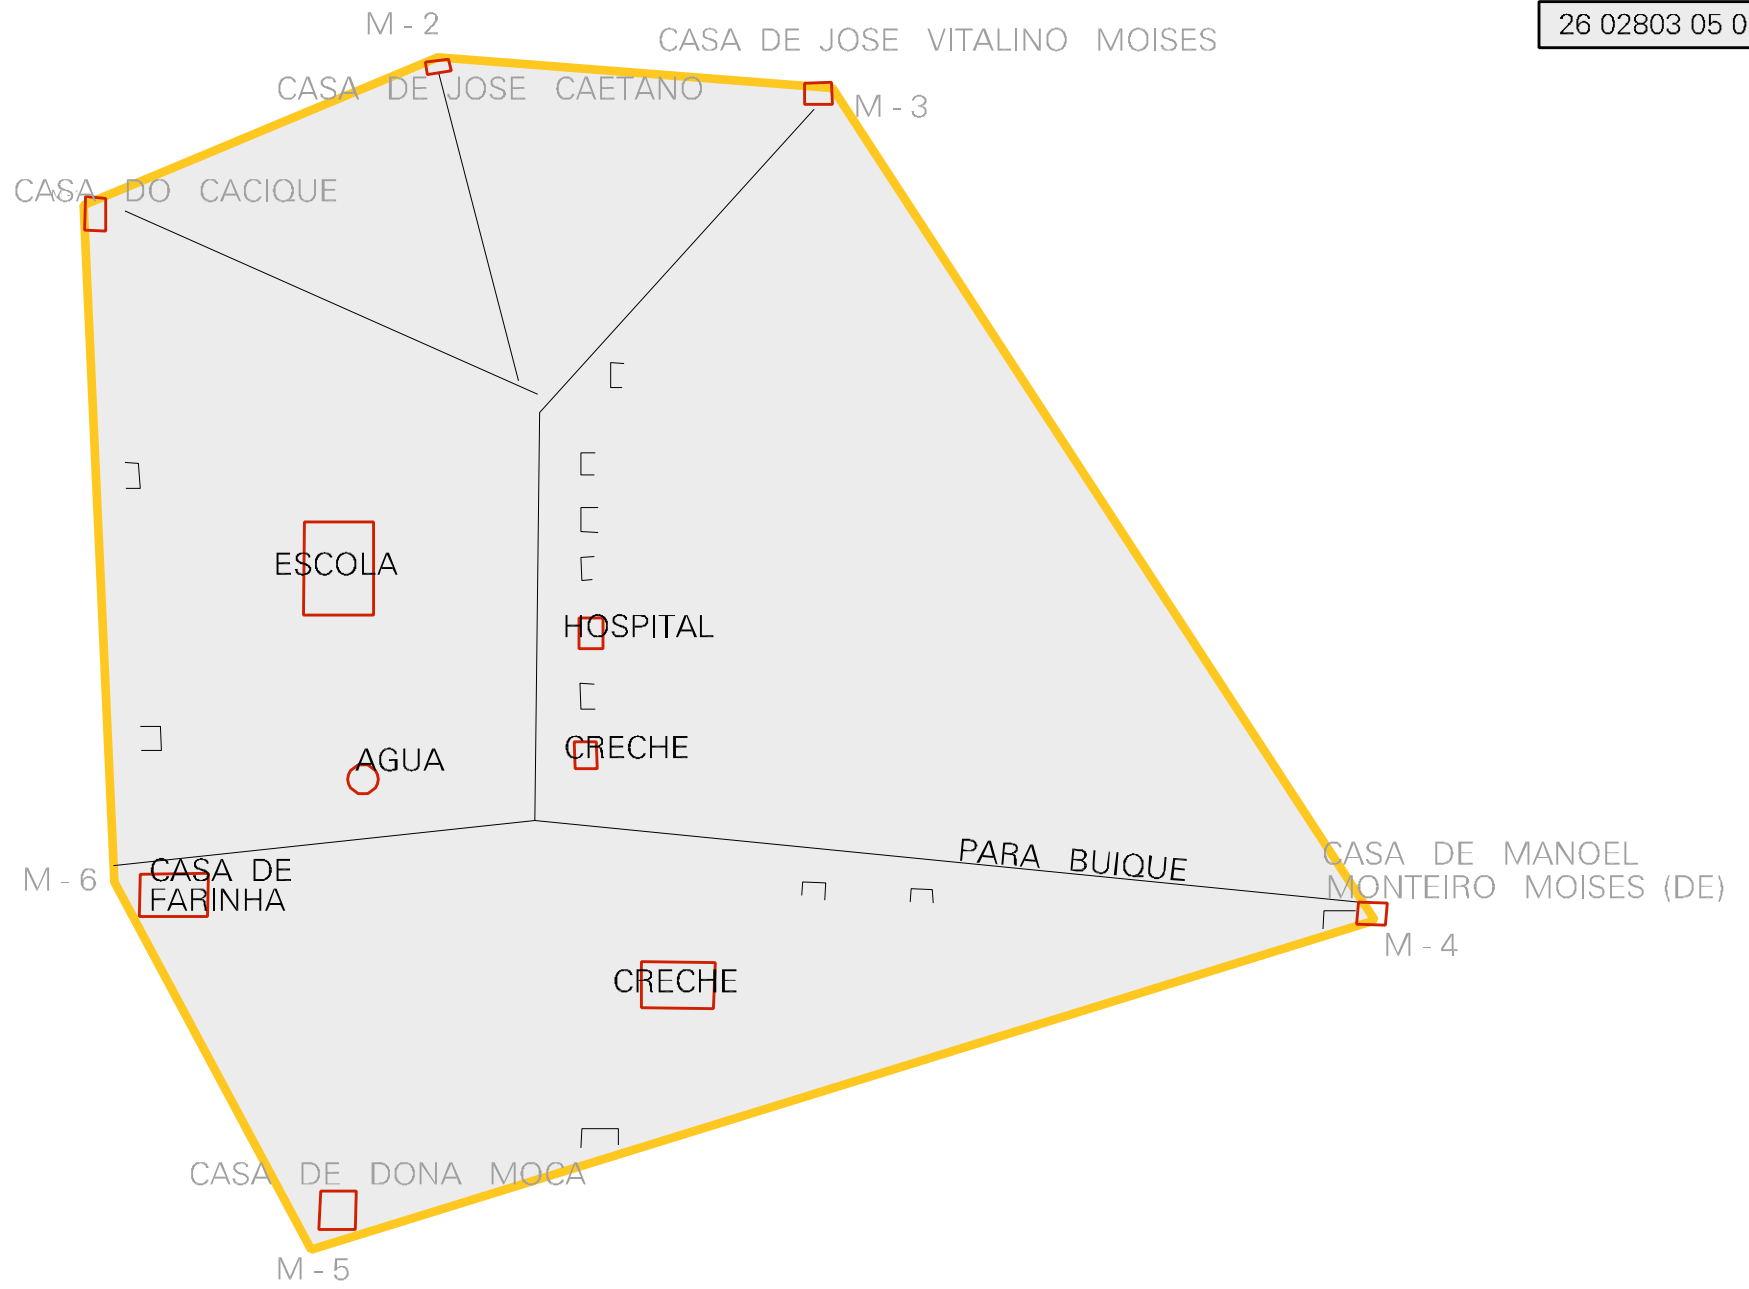 M - 2
CASA DE JOSE VITALINO MOISES
26 02803 05 0
CASA DE JOSE CAETANO
M - 3
CASA DO CACIQUE
ESCOLA
HOSPITAL
CRECHE
AGUA
PARA BUIQUE
CASA DE MANOEL
MONTEIRO MOISES (DE)
M - 6
CASA DE
FARINHA
M - 4
CRECHE
CASA DE DONA MOCA
M - 5